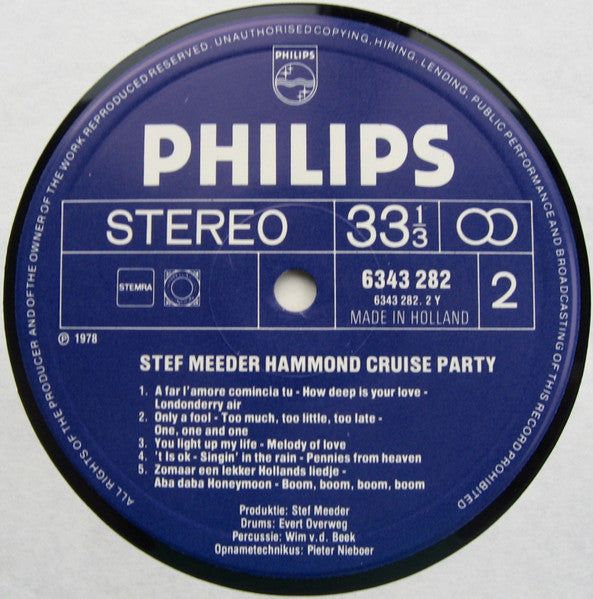 ALL RIGHTS OF THE PRODUCER AND OF THE OWNER OF THE WORK REPRODUCED RESERVED. UNAUTHORISED COPYING, HIRING, LENDING, PUBLIC PERFORMANCE AND BROADCASTING OF THIS RECORD PROHIBITED
PHILIPS
PHILIPS
STEREO 33 1/3
STEMRA
6343 282
6343 282. 2 Y
MADE IN HOLLAND
2
℗ 1978
STEF MEEDER HAMMOND CRUISE PARTY
1. A far l'amore comincia tu - How deep is your love -
Londonderry air
2. Only a fool - Too much, too little, too late -
One, one and one
3. You light up my life - Melody of love
4. 't Is ok - Singin' in the rain - Pennies from heaven
5. Zomaar een lekker Hollands liedje -
Aba daba Honeymoon - Boom, boom, boom, boom
Produktie: Stef Meeder
Drums: Evert Overweg
Percussie: Wim v.d. Beek
Opnametechnikus: Pieter Nieboer